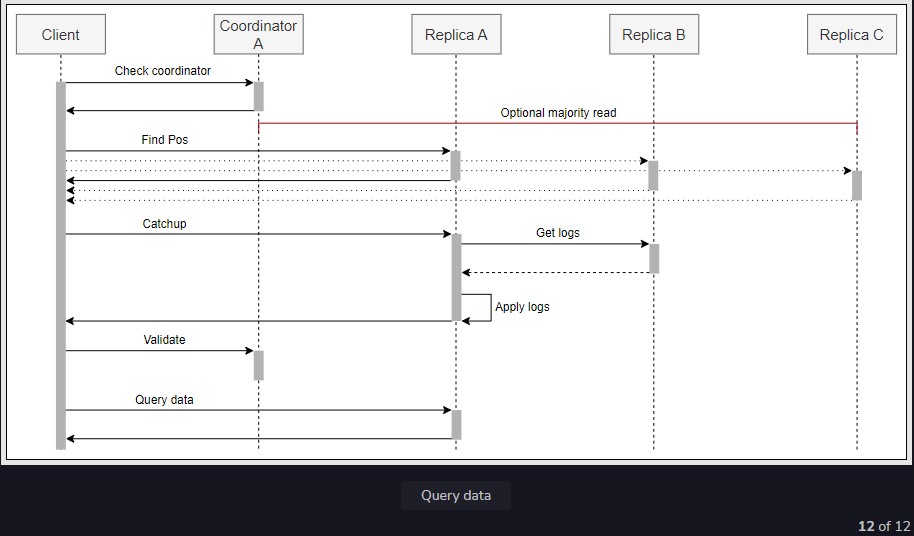 Client
Coordinator
A
Replica A
Replica B
Replica C
Check coordinator
Optional majority read
Find Pos
Catchup
Get logs
Apply logs
Validate
Query data
Query data
12 of 12